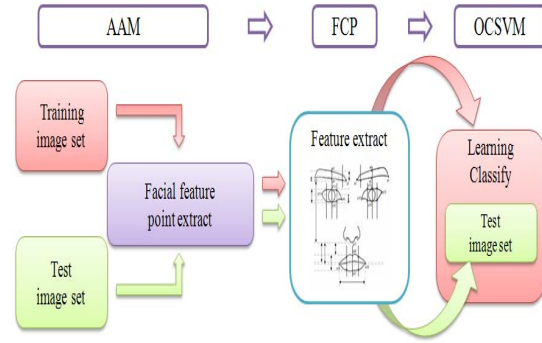 AAM
FCP
OCSVM
Training
image set
Facial feature
point extract
Test
image set
Feature extract
Learning
Classify
Test
image set